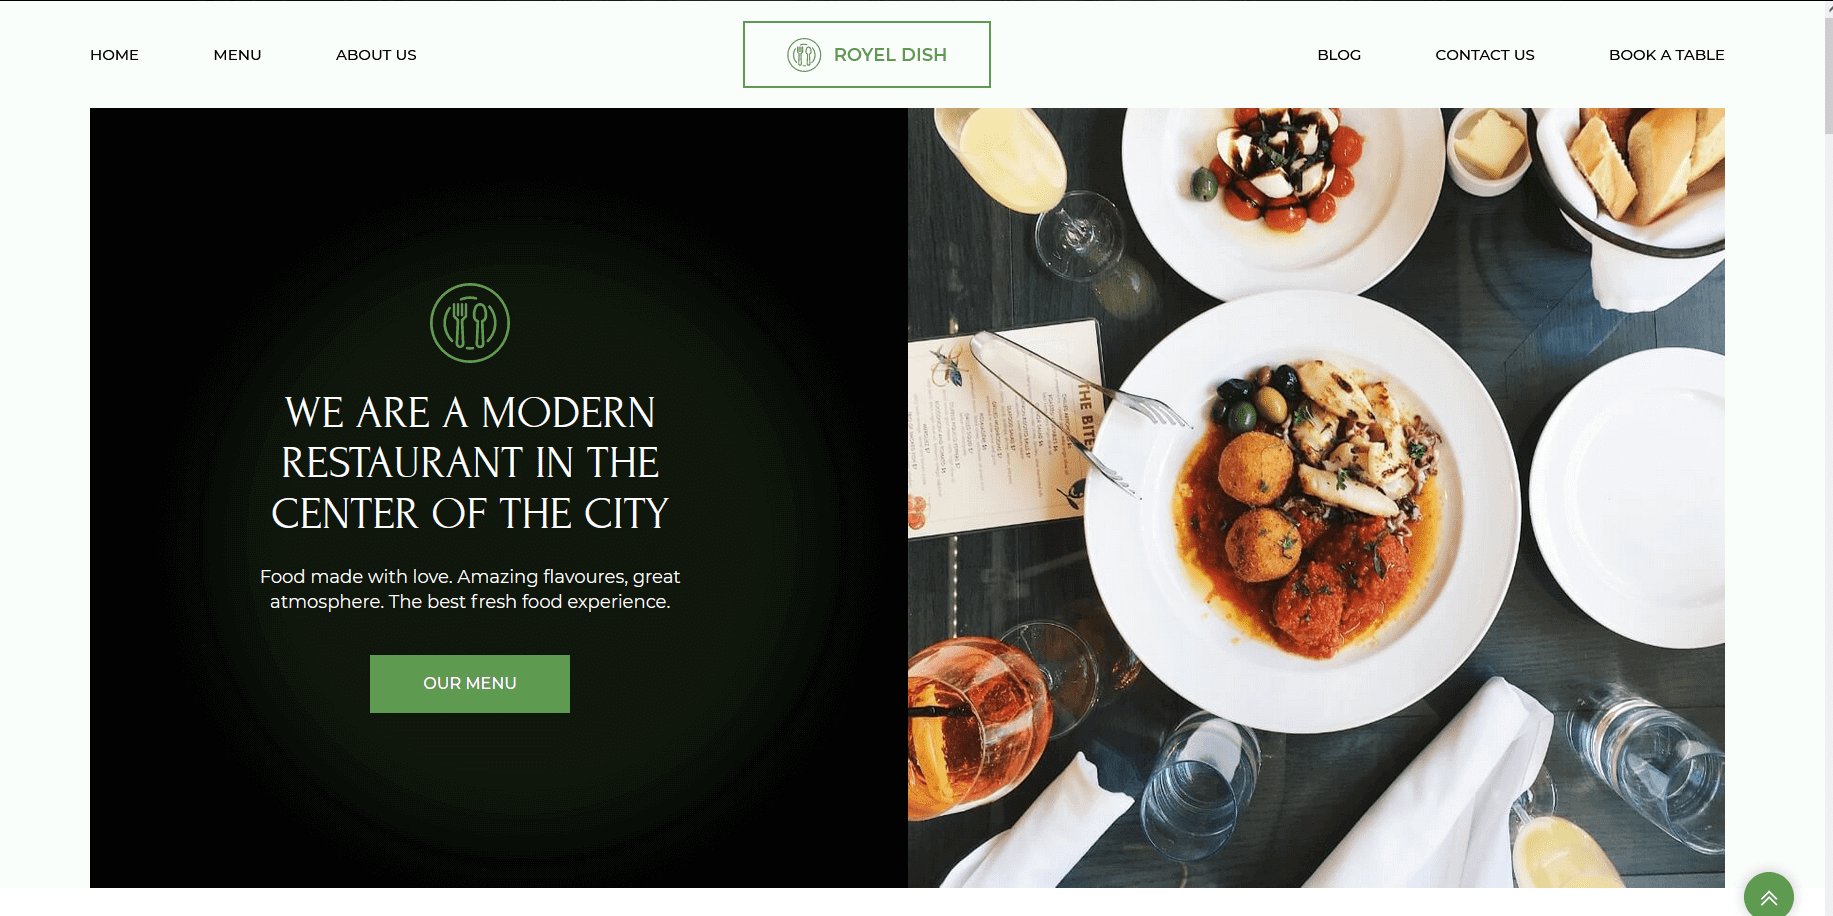 HOME MENU ABOUT US ROYEL DISH BLOG CONTACT US BOOK A TABLE
WE ARE A MODERN
RESTAURANT IN THE
CENTER OF THE CITY
Food made with love. Amazing flavoures, great
atmosphere. The best fresh food experience.
OUR MENU
THE BITE